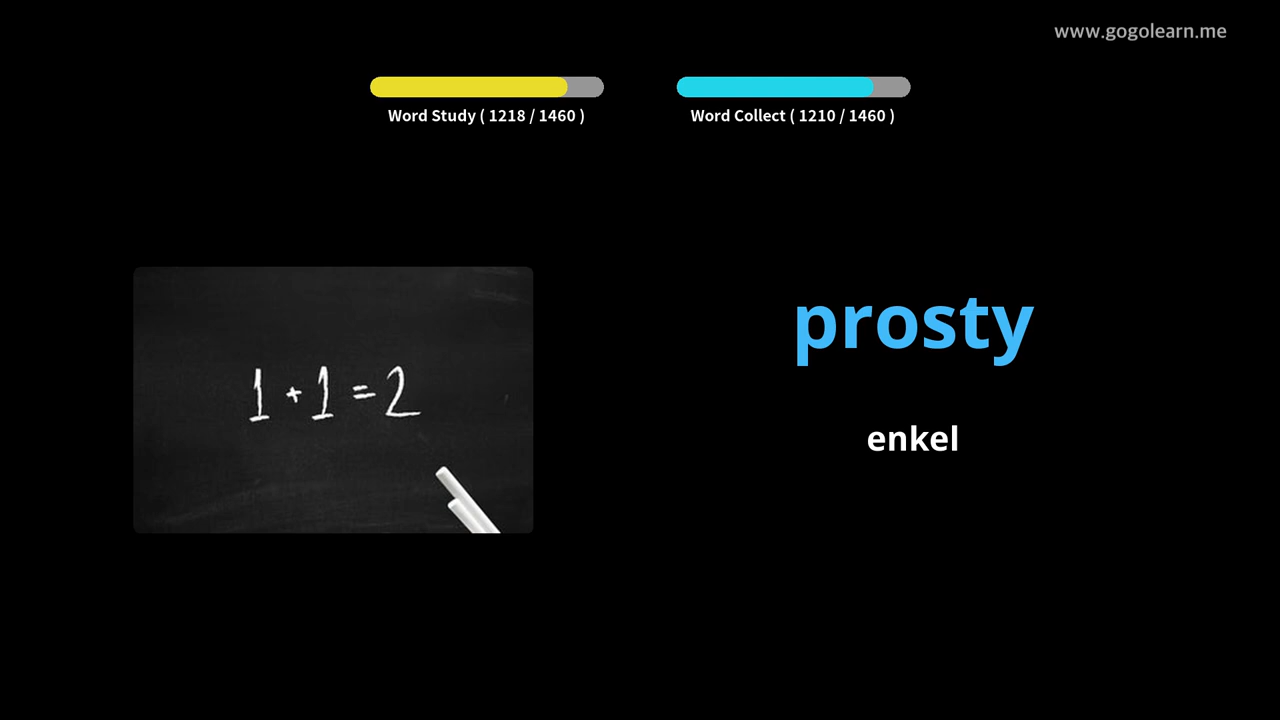 www.gogolearn.me
Word Study ( 1218 / 1460 )
Word Collect ( 1210 / 1460 )
1 + 1 = 2
prosty
enkel